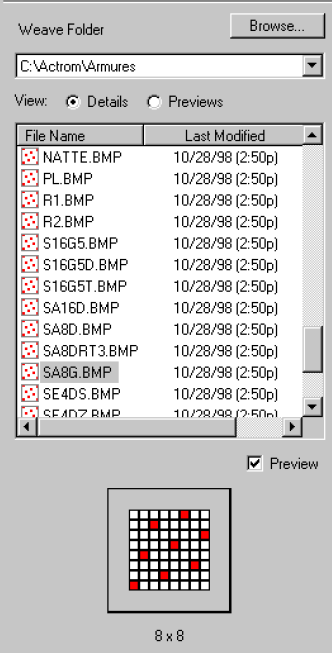 Weave Folder Browse...
C:\Actrom\Armures
View: Details Previews
File Name Last Modified
NATTE.BMP 10/28/98 (2:50p)
PL.BMP 10/28/98 (2:50p)
R1.BMP 10/28/98 (2:50p)
R2.BMP 10/28/98 (2:50p)
S16G5.BMP 10/28/98 (2:50p)
S16G5D.BMP 10/28/98 (2:50p)
S16G5T.BMP 10/28/98 (2:50p)
SA16D.BMP 10/28/98 (2:50p)
SA8D.BMP 10/28/98 (2:50p)
SA8DRT3.BMP 10/28/98 (2:50p)
SA8G.BMP 10/28/98 (2:50p)
SE4DS.BMP 10/28/98 (2:50p)
SE4DZ.BMP 10/28/98 (2:50p)
Preview
8 x 8